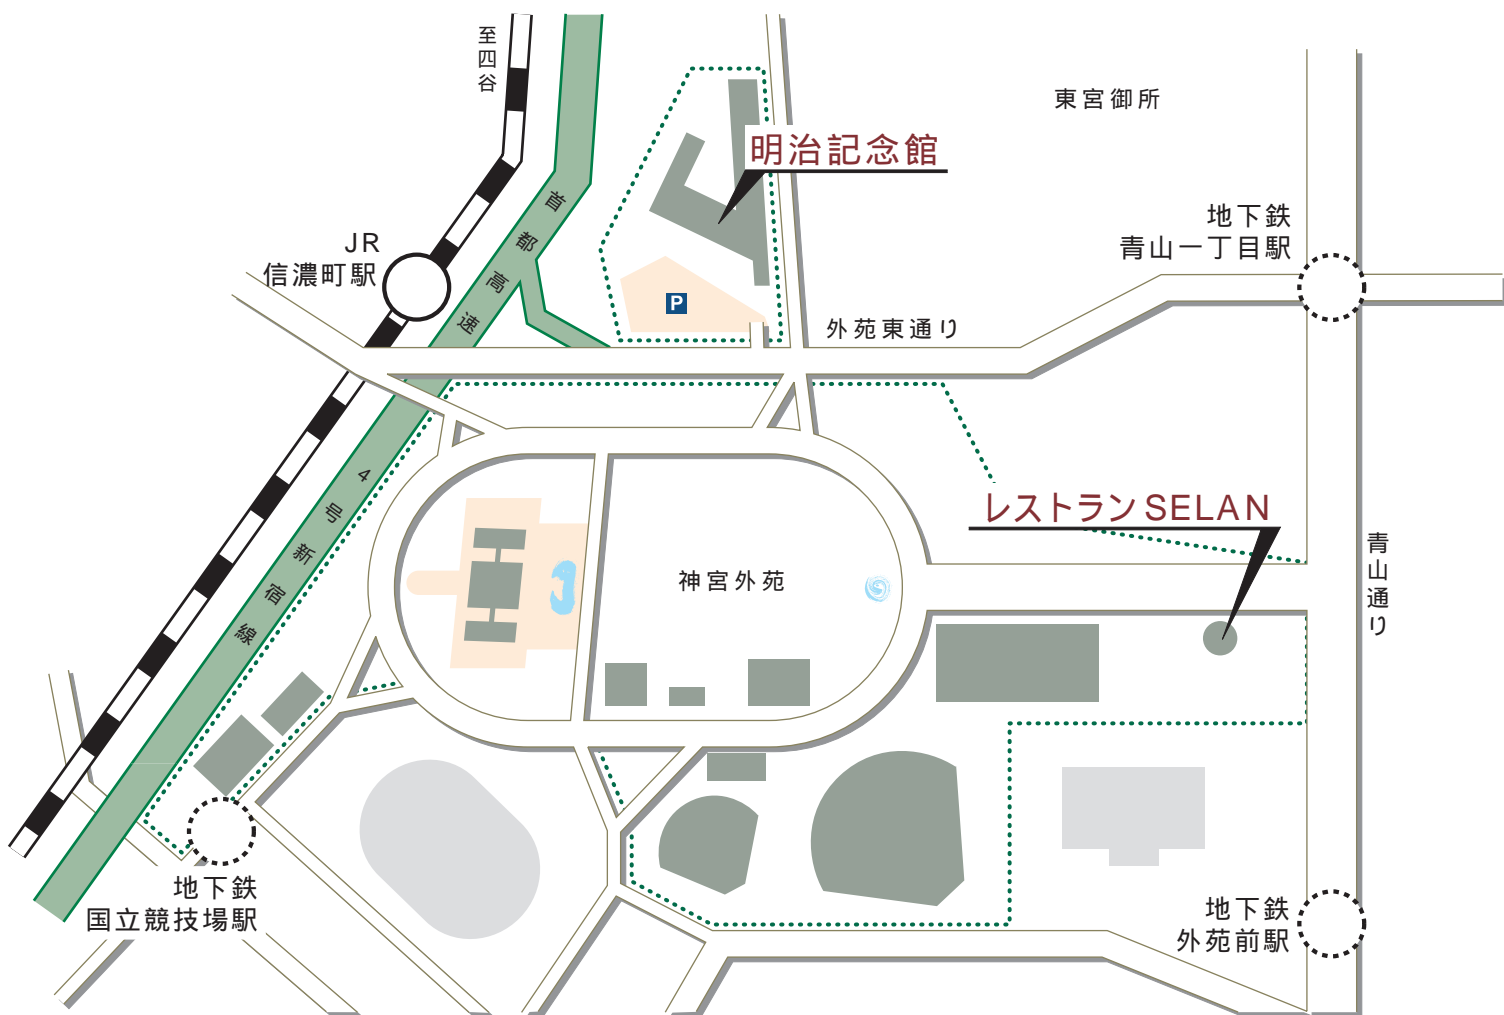 至四谷
東宮御所
明治記念館
首都高速
地下鉄
青山一丁目駅
JR
信濃町駅
P
外苑東通り
4号新宿線
レストランSELAN
青山通り
神宮外苑
地下鉄
国立競技場駅
地下鉄
外苑前駅